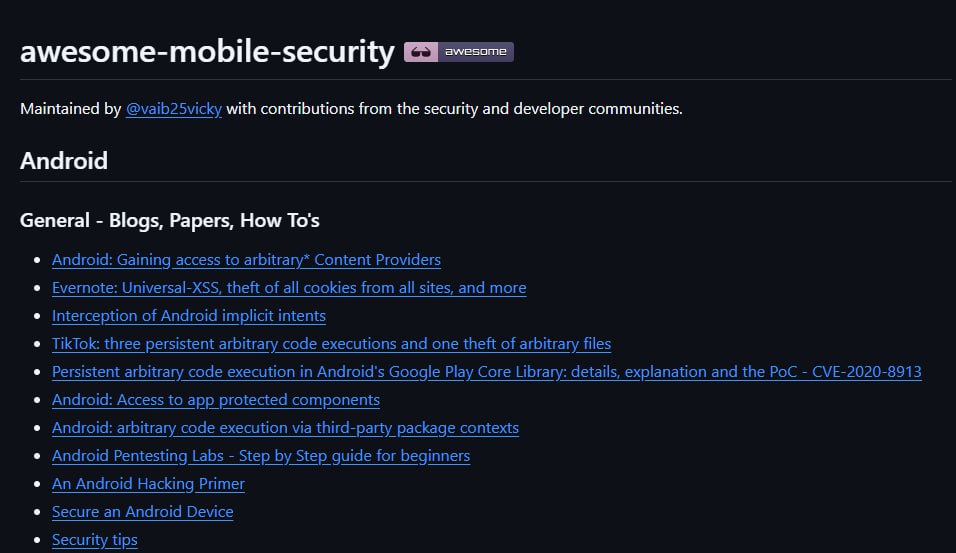 awesome-mobile-security awesome
Maintained by @vaib25vicky with contributions from the security and developer communities.
Android
General - Blogs, Papers, How To's
Android: Gaining access to arbitrary* Content Providers
Evernote: Universal-XSS, theft of all cookies from all sites, and more
Interception of Android implicit intents
TikTok: three persistent arbitrary code executions and one theft of arbitrary files
Persistent arbitrary code execution in Android's Google Play Core Library: details, explanation and the PoC - CVE-2020-8913
Android: Access to app protected components
Android: arbitrary code execution via third-party package contexts
Android Pentesting Labs - Step by Step guide for beginners
An Android Hacking Primer
Secure an Android Device
Security tips